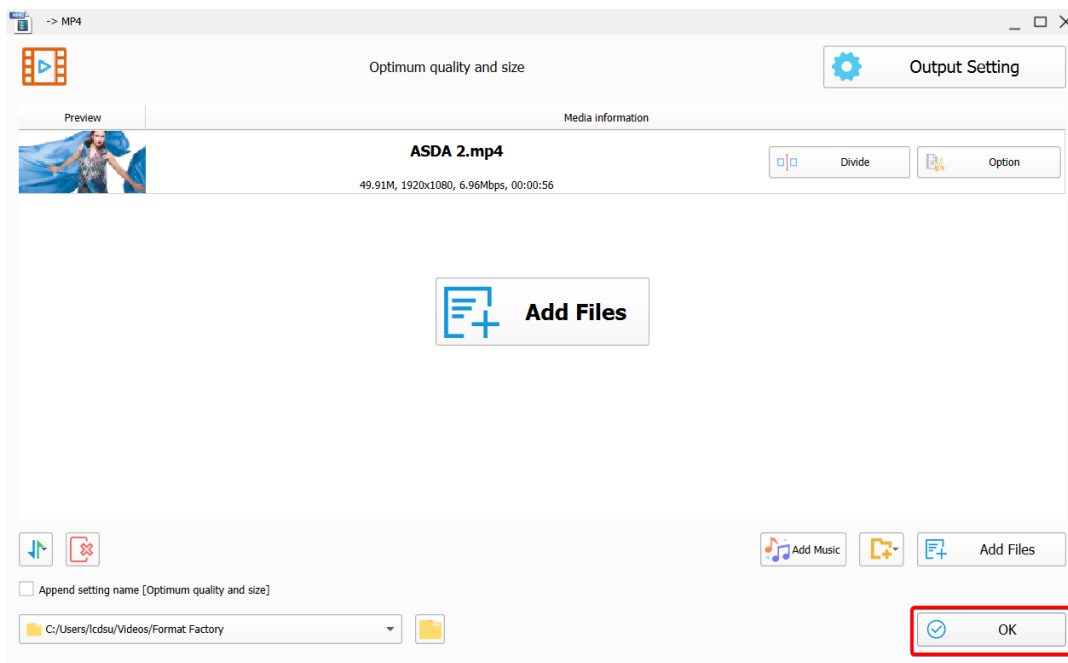 -> MP4
Optimum quality and size
Output Setting
Preview
Media information
ASDA 2.mp4
49.91M, 1920x1080, 6.96Mbps, 00:00:56
Divide
Option
Add Files
Add Music
Add Files
Append setting name [Optimum quality and size]
C:/Users/lcdsu/Videos/Format Factory
OK